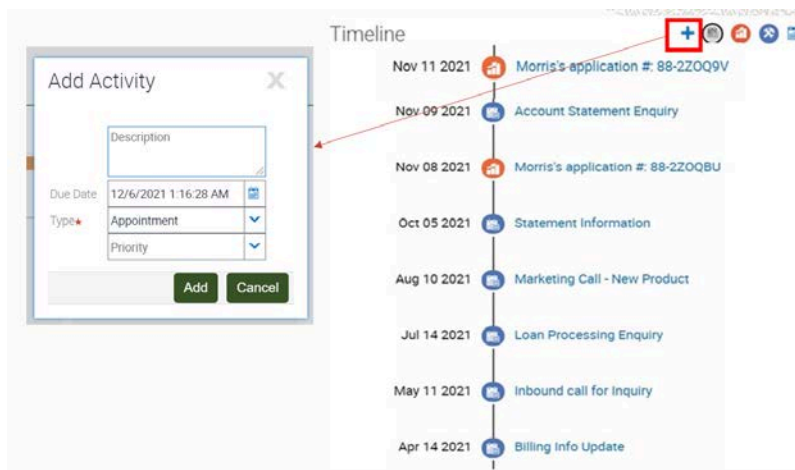 Timeline
Nov 11 2021 Morris's application #: 88-2ZOQ9V
Nov 09 2021 Account Statement Enquiry
Nov 08 2021 Morris's application #: 88-2ZOQBU
Oct 05 2021 Statement Information
Aug 10 2021 Marketing Call - New Product
Jul 14 2021 Loan Processing Enquiry
May 11 2021 Inbound call for Inquiry
Apr 14 2021 Billing Info Update
Add Activity X
Description
Due Date 12/6/2021 1:16:28 AM
Type★ Appointment
Priority
Add Cancel